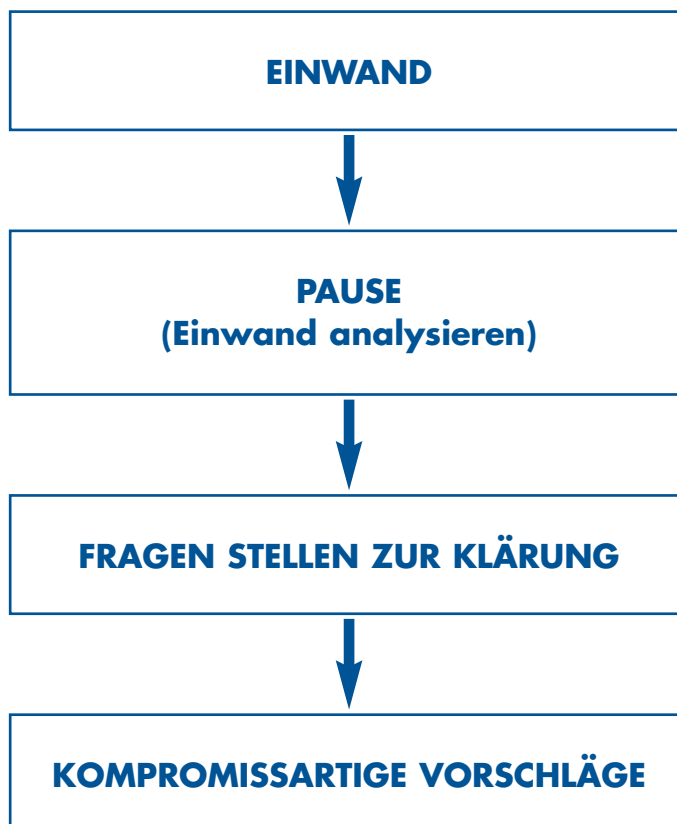 EINWAND
PAUSE
(Einwand analysieren)
FRAGEN STELLEN ZUR KLÄRUNG
KOMPROMISSARTIGE VORSCHLÄGE